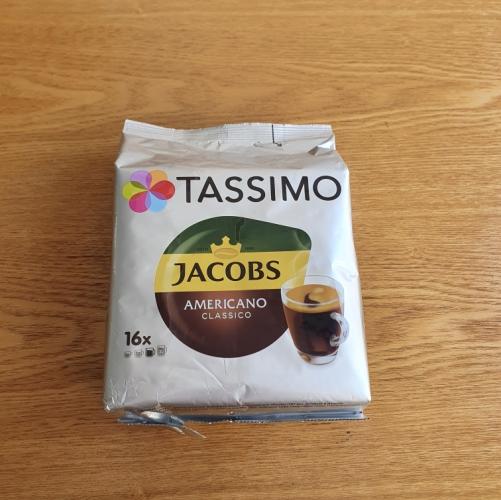 TASSIMO
JACOBS
AMERICANO
CLASSICO
16x